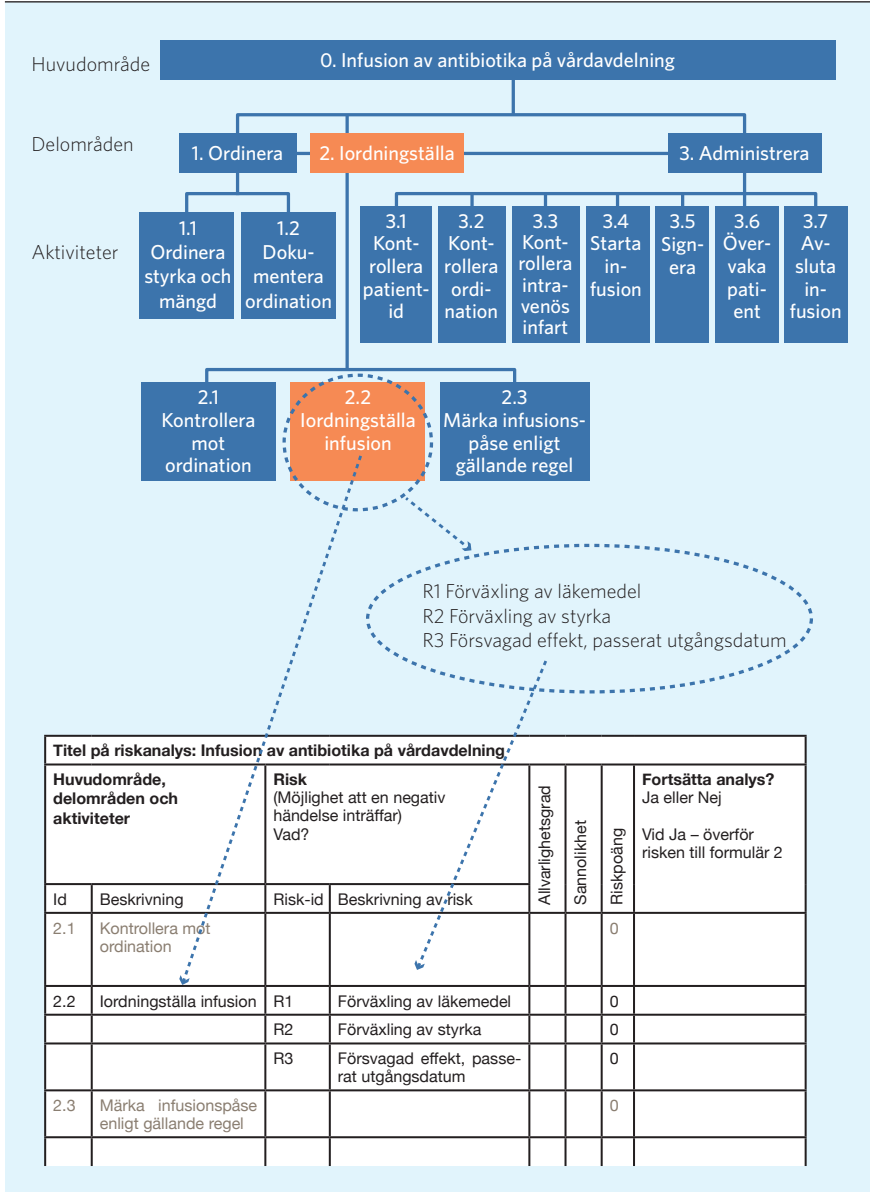 Huvudområde
0. Infusion av antibiotika på vårdavdelning
Delområden
1. Ordinera
2. Iordningställa
3. Administrera
Aktiviteter
1.1
Ordinera
styrka och
mängd
1.2
Doku-
mentera
ordination
3.1
Kont-
rollera
patient-
id
3.2
Kont-
rollera
ordi-
nation
3.3
Kont-
rollera
intra-
venös
infart
3.4
Starta
in-
fusion
3.5
Sign-
era
3.6
Över-
vaka
pati-
ent
3.7
Av-
sluta
in-
fusion
2.1
Kontrollera
mot
ordination
2.2
Iordningställa
infusion
2.3
Märka infusions-
påse enligt
gällande regel
R1 Förväxling av läkemedel
R2 Förväxling av styrka
R3 Försvagad effekt, passerat utgångsdatum
Titel på riskanalys: Infusion av antibiotika på vårdavdelning
Huvudområde,
delområden och
aktiviteter
Risk
(Möjlighet att en negativ
händelse inträffar)
Vad?
Allvarlighetsgrad
Sannolikhet
Riskpoäng
Fortsätta analys?
Ja eller Nej
Vid Ja – överför
risken till formulär 2
Id
Beskrivning
Risk-id
Beskrivning av risk
2.1
Kontrollera mot
ordination
0
2.2
Iordningställa infusion
R1
Förväxling av läkemedel
0
R2
Förväxling av styrka
0
R3
Försvagad effekt, passe-
rat utgångsdatum
0
2.3
Märka infusionspåse
enligt gällande regel
0